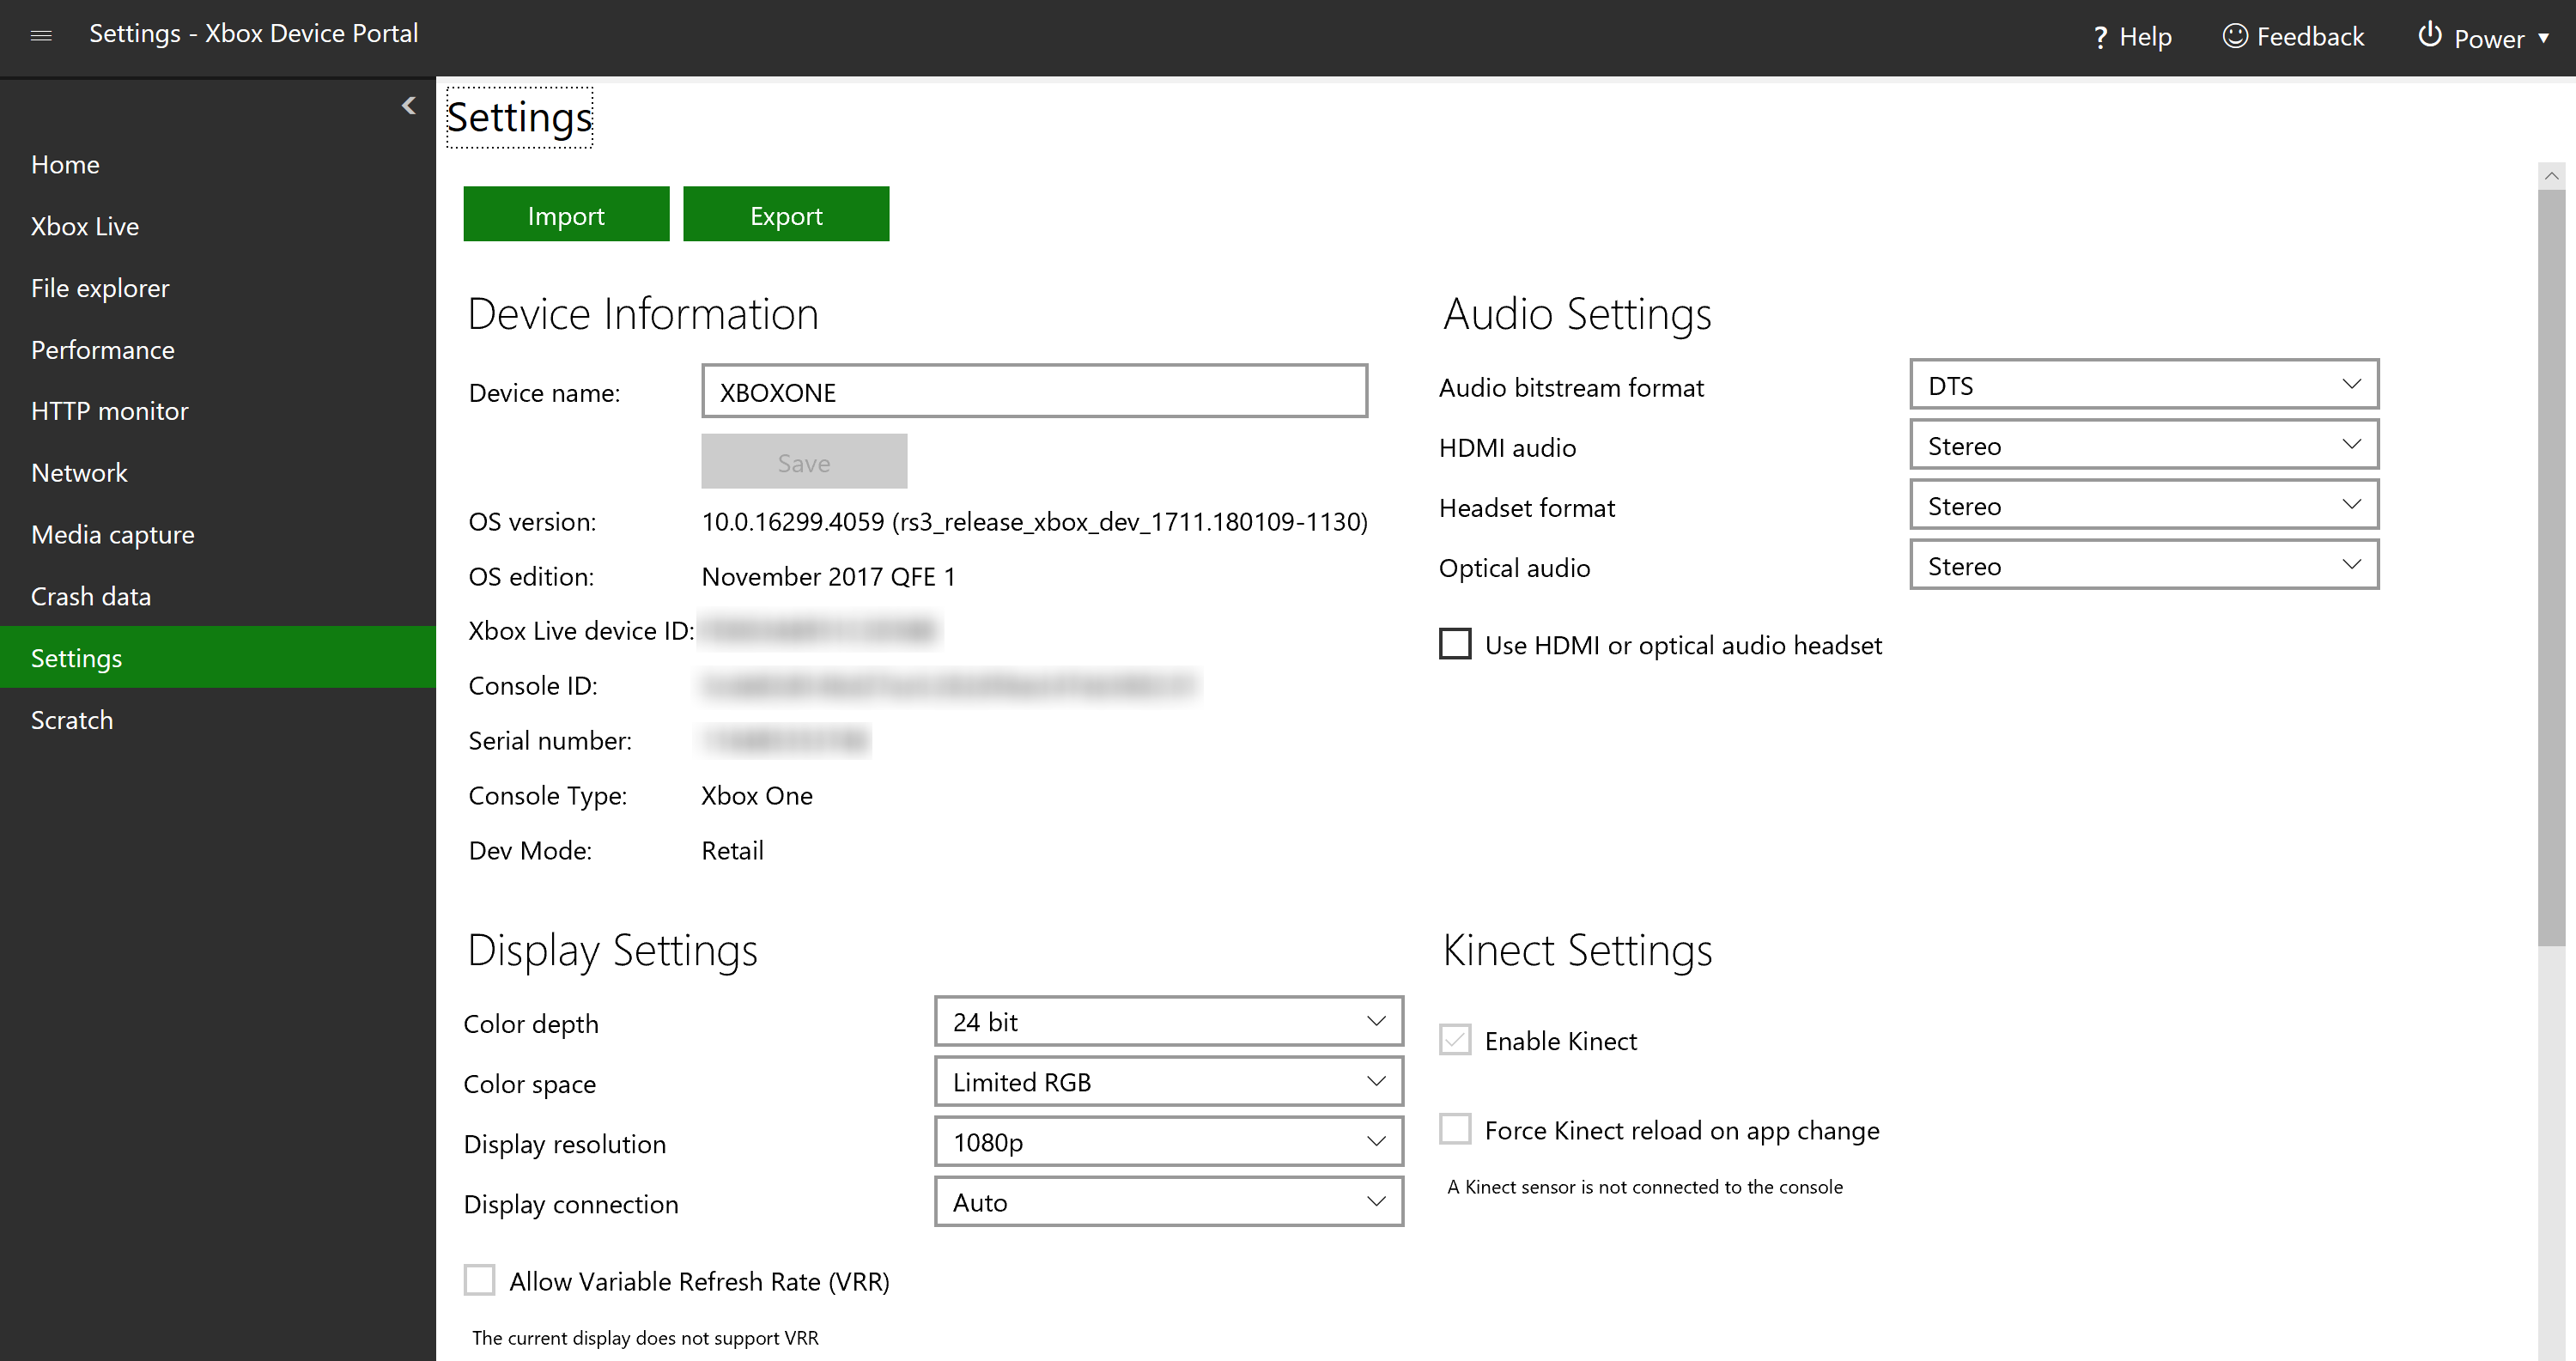 Settings - Xbox Device Portal
? Help
Feedback
Power
Home
Xbox Live
File explorer
Performance
HTTP monitor
Network
Media capture
Crash data
Settings
Scratch
Settings
Import
Export
Device Information
Device name: XBOXONE
Save
OS version: 10.0.16299.4059 (rs3_release_xbox_dev_1711.180109-1130)
OS edition: November 2017 QFE 1
Xbox Live device ID:
Console ID:
Serial number:
Console Type: Xbox One
Dev Mode: Retail
Audio Settings
Audio bitstream format DTS
HDMI audio Stereo
Headset format Stereo
Optical audio Stereo
Use HDMI or optical audio headset
Display Settings
Color depth 24 bit
Color space Limited RGB
Display resolution 1080p
Display connection Auto
Allow Variable Refresh Rate (VRR)
The current display does not support VRR
Kinect Settings
Enable Kinect
Force Kinect reload on app change
A Kinect sensor is not connected to the console